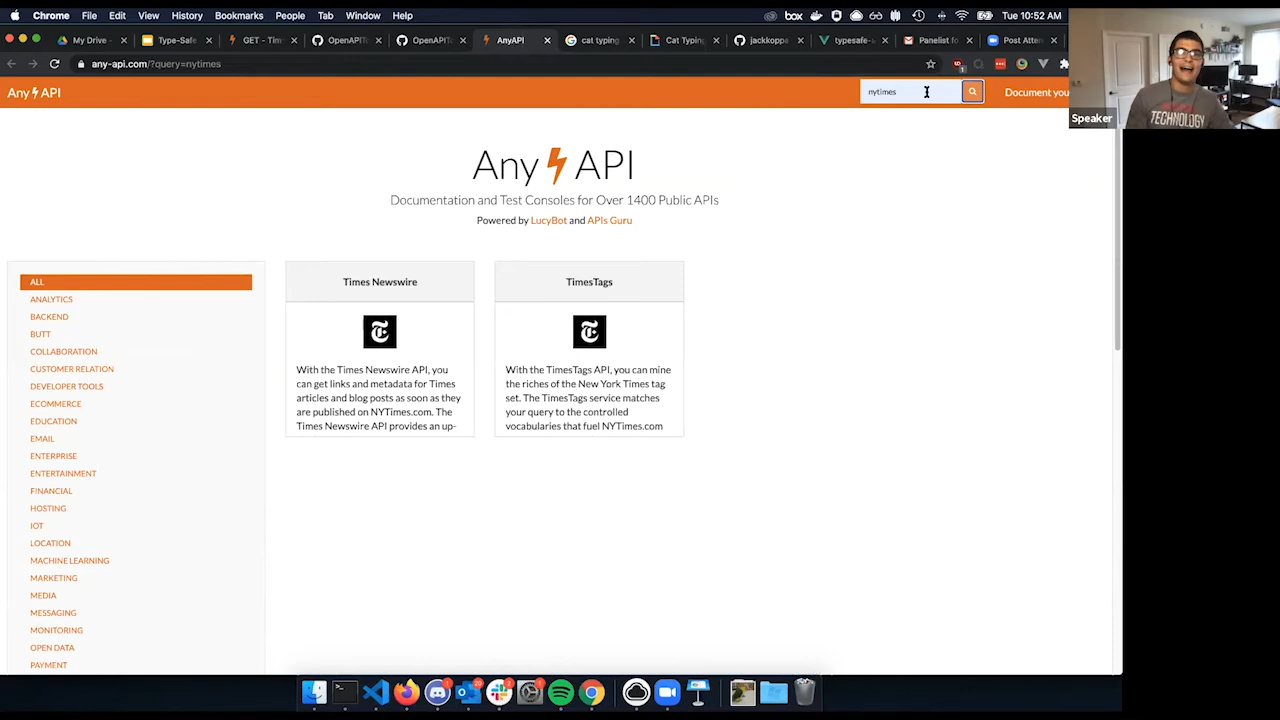 Chrome File Edit View History Bookmarks People Tab Window Help
box
Tue 10:52 AM
My Drive -
Type-Safe
GET - Tim
OpenAPIT
OpenAPIT
AnyAPI
cat typing
Cat Typing
jackkoppa
typesafe-
Panelist fo
Post Atten
any-api.com/?query=nytimes
Any API
nytimes
Document you
TECHNOLOGY
Speaker
Any API
Documentation and Test Consoles for Over 1400 Public APIs
Powered by LucyBot and APIs Guru
ALL
ANALYTICS
BACKEND
BUTT
COLLABORATION
CUSTOMER RELATION
DEVELOPER TOOLS
ECOMMERCE
EDUCATION
EMAIL
ENTERPRISE
ENTERTAINMENT
FINANCIAL
HOSTING
IOT
LOCATION
MACHINE LEARNING
MARKETING
MEDIA
MESSAGING
MONITORING
OPEN DATA
PAYMENT
Times Newswire
With the Times Newswire API, you
can get links and metadata for Times
articles and blog posts as soon as they
are published on NYTimes.com. The
Times Newswire API provides an up-
TimesTags
With the TimesTags API, you can mine
the riches of the New York Times tag
set. The TimesTags service matches
your query to the controlled
vocabularies that fuel NYTimes.com